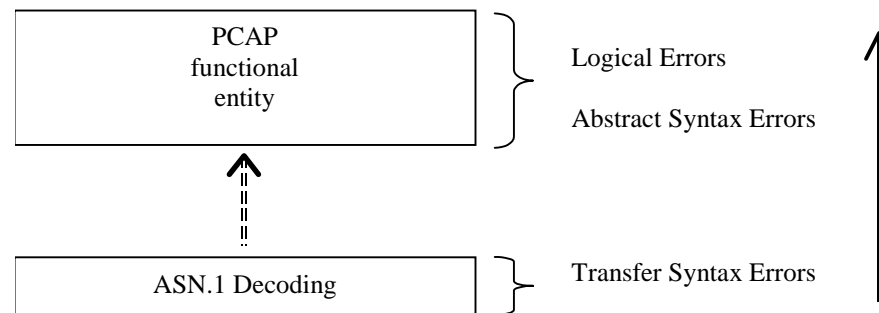 PCAP
functional
entity
Logical Errors
Abstract Syntax Errors
ASN.1 Decoding
Transfer Syntax Errors